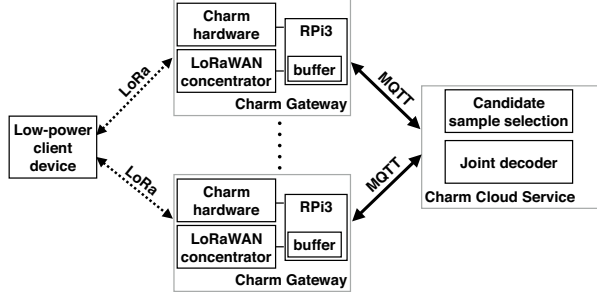 Charm
hardware
RPi3
LoRaWAN
concentrator
buffer
Charm Gateway
LoRa
MQTT
Low-power
client
device
Candidate
sample selection
Joint decoder
Charm Cloud Service
LoRa
MQTT
Charm
hardware
RPi3
LoRaWAN
concentrator
buffer
Charm Gateway